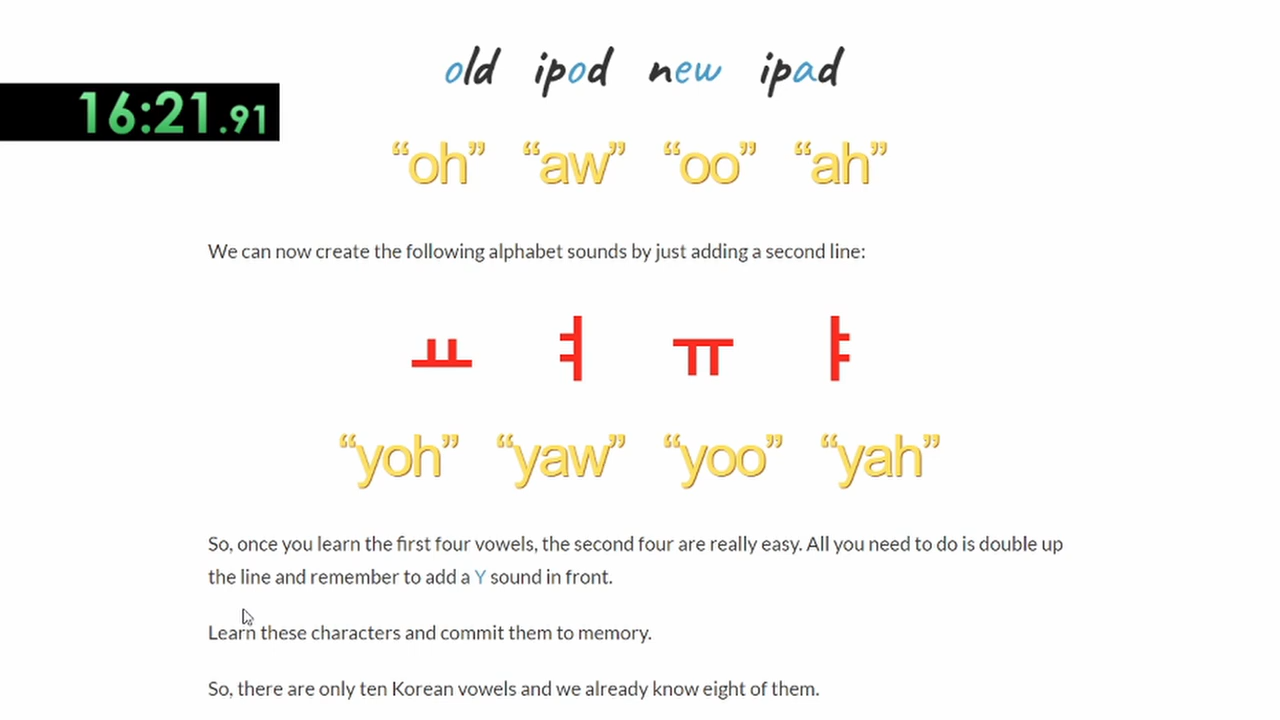 old ipod new ipad
16:21.91
“oh” “aw” “oo” “ah”
We can now create the following alphabet sounds by just adding a second line:
ㅛ ㅕ ㅠ ㅑ
“yoh” “yaw” “yoo” “yah”
So, once you learn the first four vowels, the second four are really easy. All you need to do is double up
the line and remember to add a Y sound in front.
Learn these characters and commit them to memory.
So, there are only ten Korean vowels and we already know eight of them.